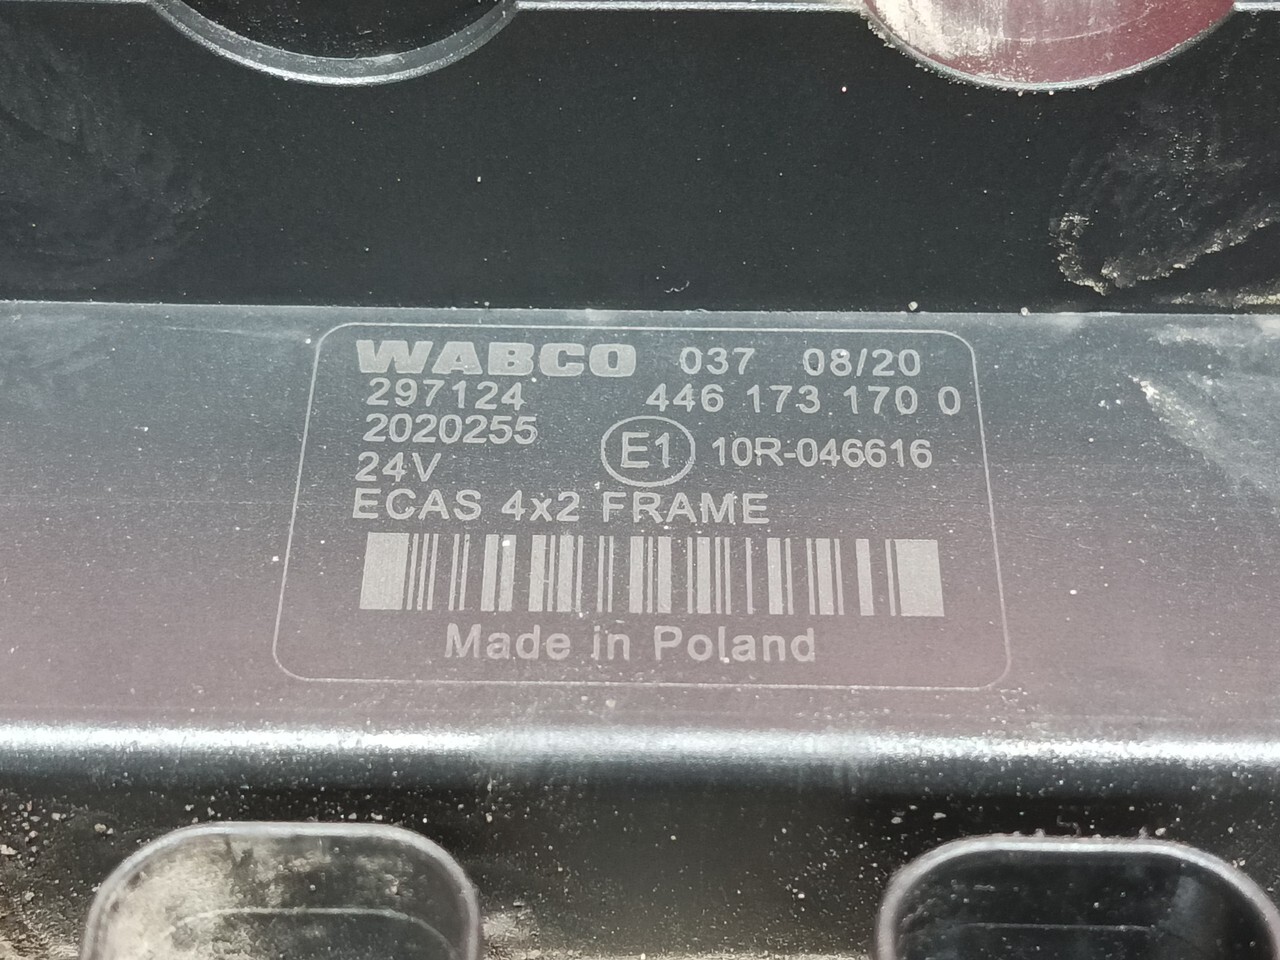 WABCO 037 08/20
297124 446 173 170 0
2020255
24V E1 10R-046616
ECAS 4x2 FRAME
Made in Poland